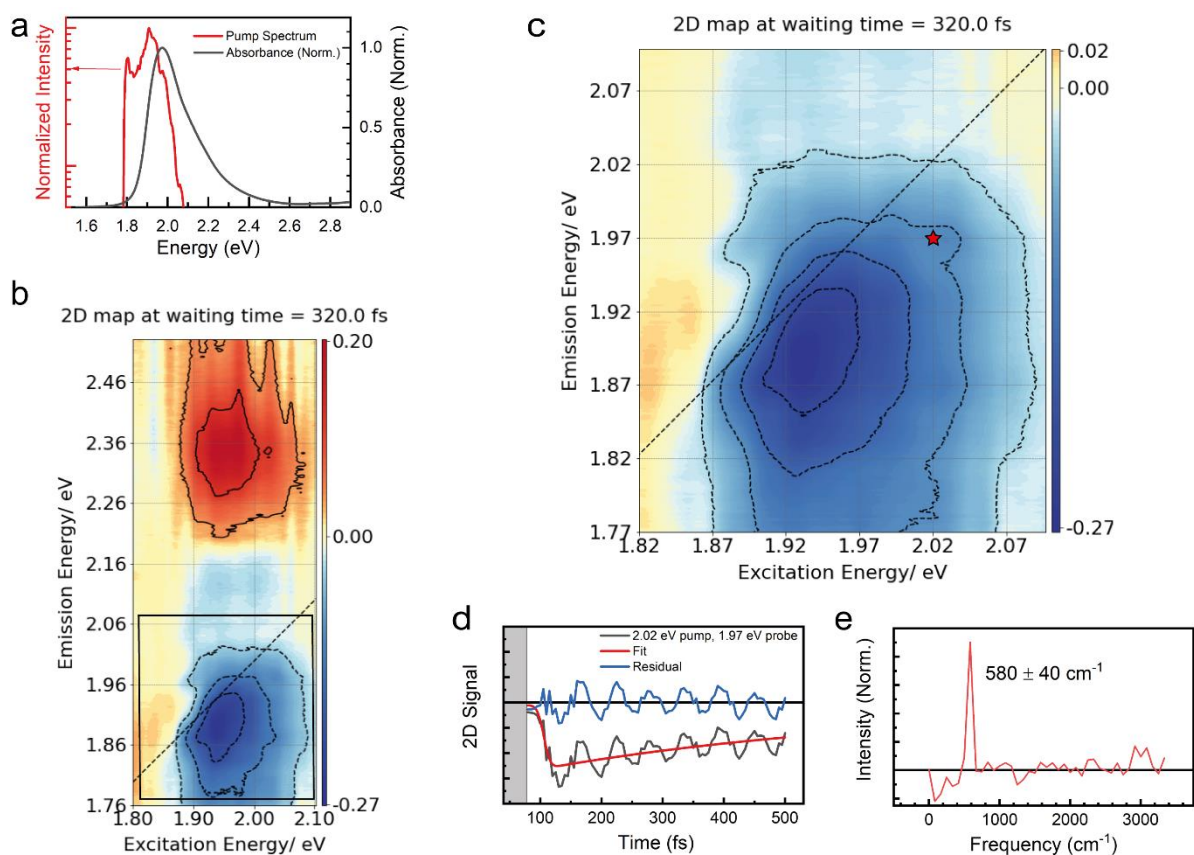 a
Pump Spectrum
Absorbance (Norm.)
Normalized Intensity
1.0
0.5
0.0
Absorbance (Norm.)
1.6 1.8 2.0 2.2 2.4 2.6 2.8
Energy (eV)
b
2D map at waiting time = 320.0 fs
0.20
0.00
-0.27
2.46
2.36
2.26
2.16
2.06
1.96
1.86
1.76
Emission Energy/ eV
1.80 1.90 2.00 2.10
Excitation Energy/ eV
c
2D map at waiting time = 320.0 fs
0.02
0.00
-0.27
2.07
2.02
1.97
1.92
1.87
1.82
1.77
Emission Energy/ eV
1.82 1.87 1.92 1.97 2.02 2.07
Excitation Energy/ eV
d
2.02 eV pump, 1.97 eV probe
Fit
Residual
2D Signal
100 200 300 400 500
Time (fs)
e
580 ± 40 cm⁻¹
Intensity (Norm.)
0 1000 2000 3000
Frequency (cm⁻¹)